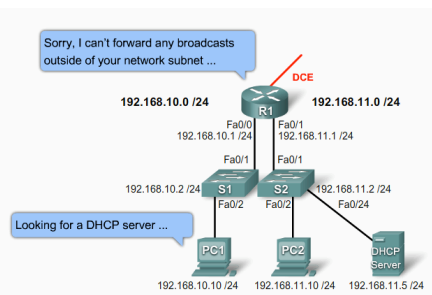 Sorry, I can't forward any broadcasts
outside of your network subnet ...
DCE
192.168.10.0 /24
192.168.11.0 /24
R1
Fa0/0
Fa0/1
192.168.10.1 /24
192.168.11.1 /24
Fa0/1
Fa0/1
192.168.10.2 /24
S1
S2
192.168.11.2 /24
Fa0/2
Fa0/2
Fa0/24
Looking for a DHCP server ...
PC1
PC2
DHCP
Server
192.168.10.10 /24
192.168.11.10 /24
192.168.11.5 /24